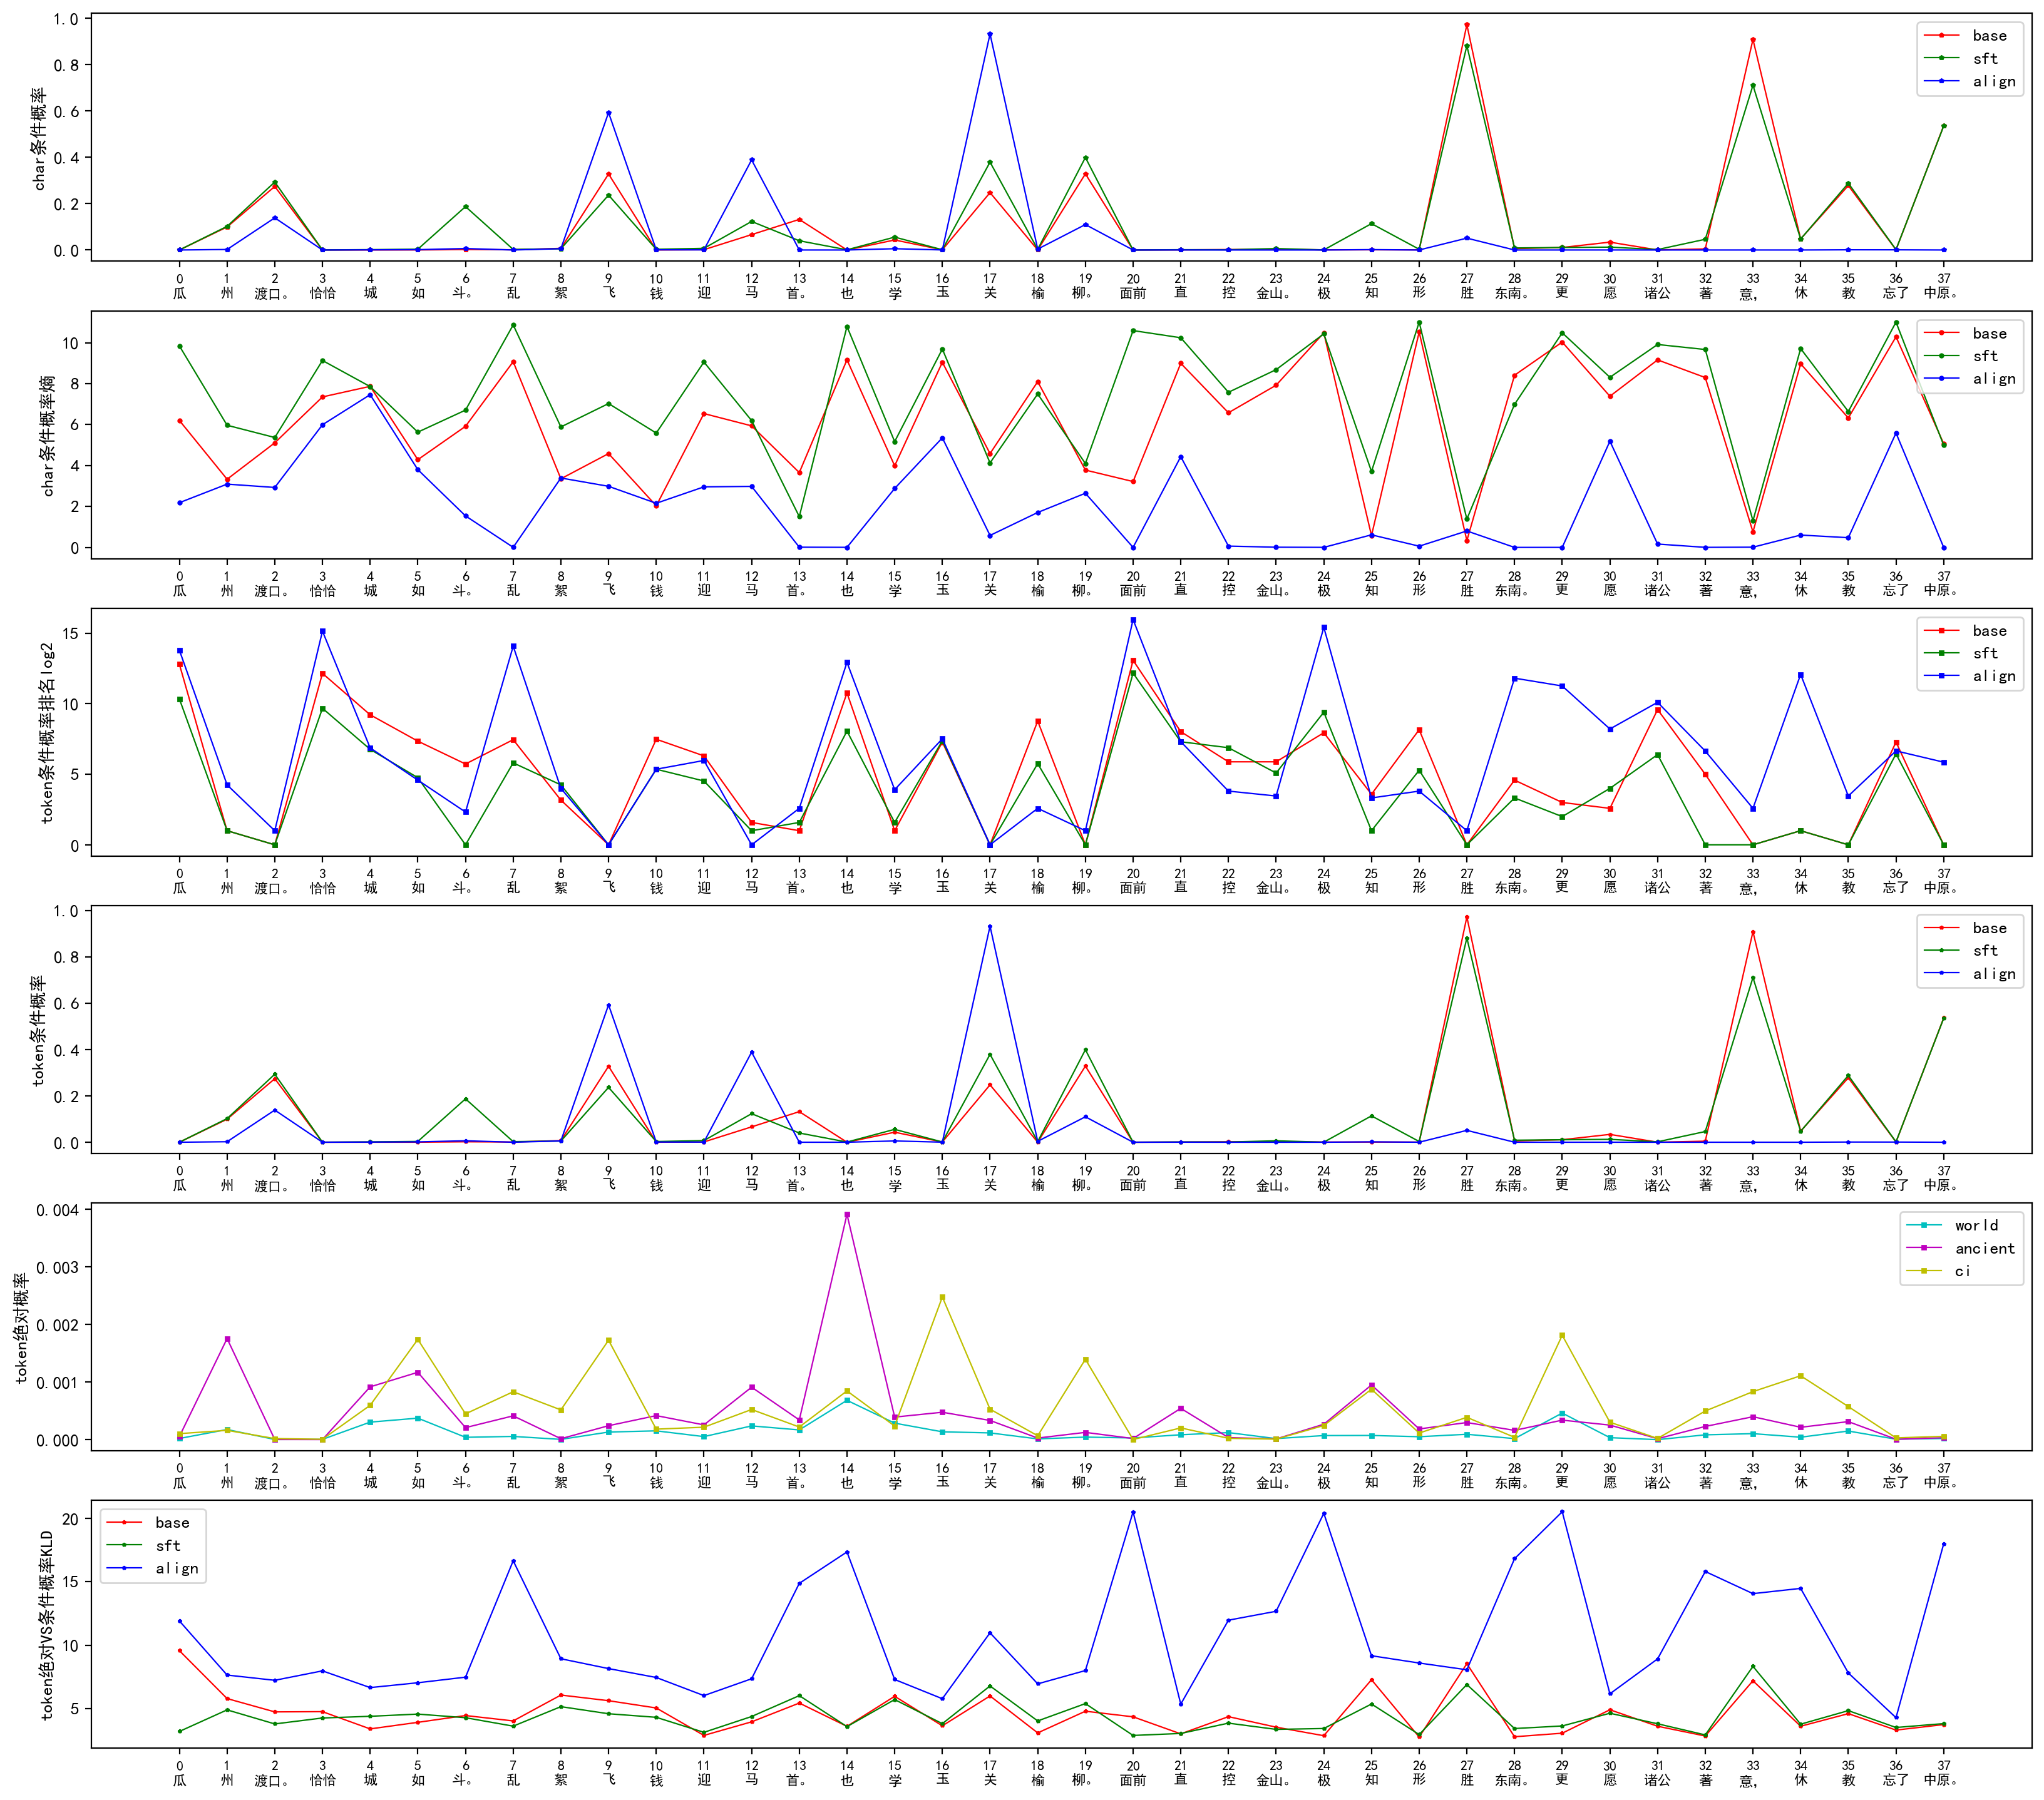 char条件概率
1.0
0.8
0.6
0.4
0.2
0.0
base
sft
align
0 1 2 3 4 5 6 7 8 9 10 11 12 13 14 15 16 17 18 19 20 21 22 23 24 25 26 27 28 29 30 31 32 33 34 35 36 37
瓜 州 渡口。 恰恰 城 如 斗。 乱 絮 飞 钱 迎 马 首。 也 学 玉 关 榆 柳。 面前 直 控 金山。 极 知 形 胜 东南。 更 愿 诸公 著 意， 休 教 忘了 中原。
char条件概率熵
10
8
6
4
2
0
base
sft
align
0 1 2 3 4 5 6 7 8 9 10 11 12 13 14 15 16 17 18 19 20 21 22 23 24 25 26 27 28 29 30 31 32 33 34 35 36 37
瓜 州 渡口。 恰恰 城 如 斗。 乱 絮 飞 钱 迎 马 首。 也 学 玉 关 榆 柳。 面前 直 控 金山。 极 知 形 胜 东南。 更 愿 诸公 著 意， 休 教 忘了 中原。
token条件概率排名log2
15
10
5
0
base
sft
align
0 1 2 3 4 5 6 7 8 9 10 11 12 13 14 15 16 17 18 19 20 21 22 23 24 25 26 27 28 29 30 31 32 33 34 35 36 37
瓜 州 渡口。 恰恰 城 如 斗。 乱 絮 飞 钱 迎 马 首。 也 学 玉 关 榆 柳。 面前 直 控 金山。 极 知 形 胜 东南。 更 愿 诸公 著 意， 休 教 忘了 中原。
token条件概率
1.0
0.8
0.6
0.4
0.2
0.0
base
sft
align
0 1 2 3 4 5 6 7 8 9 10 11 12 13 14 15 16 17 18 19 20 21 22 23 24 25 26 27 28 29 30 31 32 33 34 35 36 37
瓜 州 渡口。 恰恰 城 如 斗。 乱 絮 飞 钱 迎 马 首。 也 学 玉 关 榆 柳。 面前 直 控 金山。 极 知 形 胜 东南。 更 愿 诸公 著 意， 休 教 忘了 中原。
token绝对概率
0.004
0.003
0.002
0.001
0.000
world
ancient
ci
0 1 2 3 4 5 6 7 8 9 10 11 12 13 14 15 16 17 18 19 20 21 22 23 24 25 26 27 28 29 30 31 32 33 34 35 36 37
瓜 州 渡口。 恰恰 城 如 斗。 乱 絮 飞 钱 迎 马 首。 也 学 玉 关 榆 柳。 面前 直 控 金山。 极 知 形 胜 东南。 更 愿 诸公 著 意， 休 教 忘了 中原。
token绝对VS条件概率KLD
20
15
10
5
base
sft
align
0 1 2 3 4 5 6 7 8 9 10 11 12 13 14 15 16 17 18 19 20 21 22 23 24 25 26 27 28 29 30 31 32 33 34 35 36 37
瓜 州 渡口。 恰恰 城 如 斗。 乱 絮 飞 钱 迎 马 首。 也 学 玉 关 榆 柳。 面前 直 控 金山。 极 知 形 胜 东南。 更 愿 诸公 著 意， 休 教 忘了 中原。